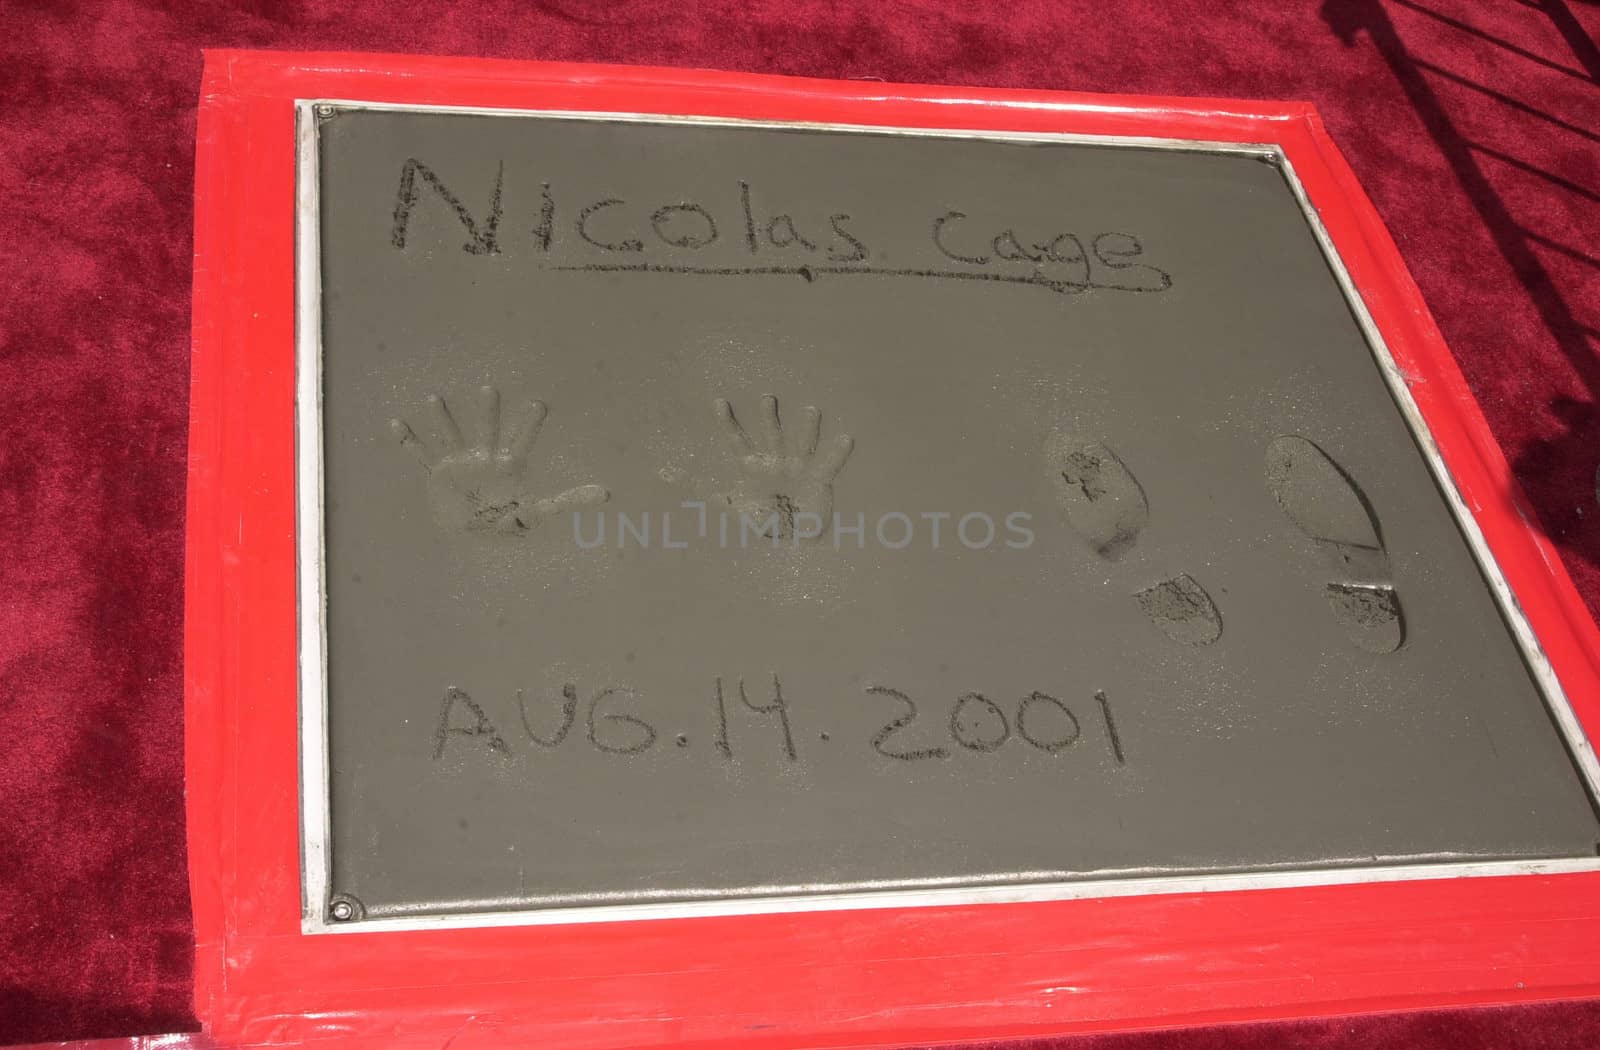 Nicolas Cage
UNLIMPHOTOS
AUG. 14. 2001